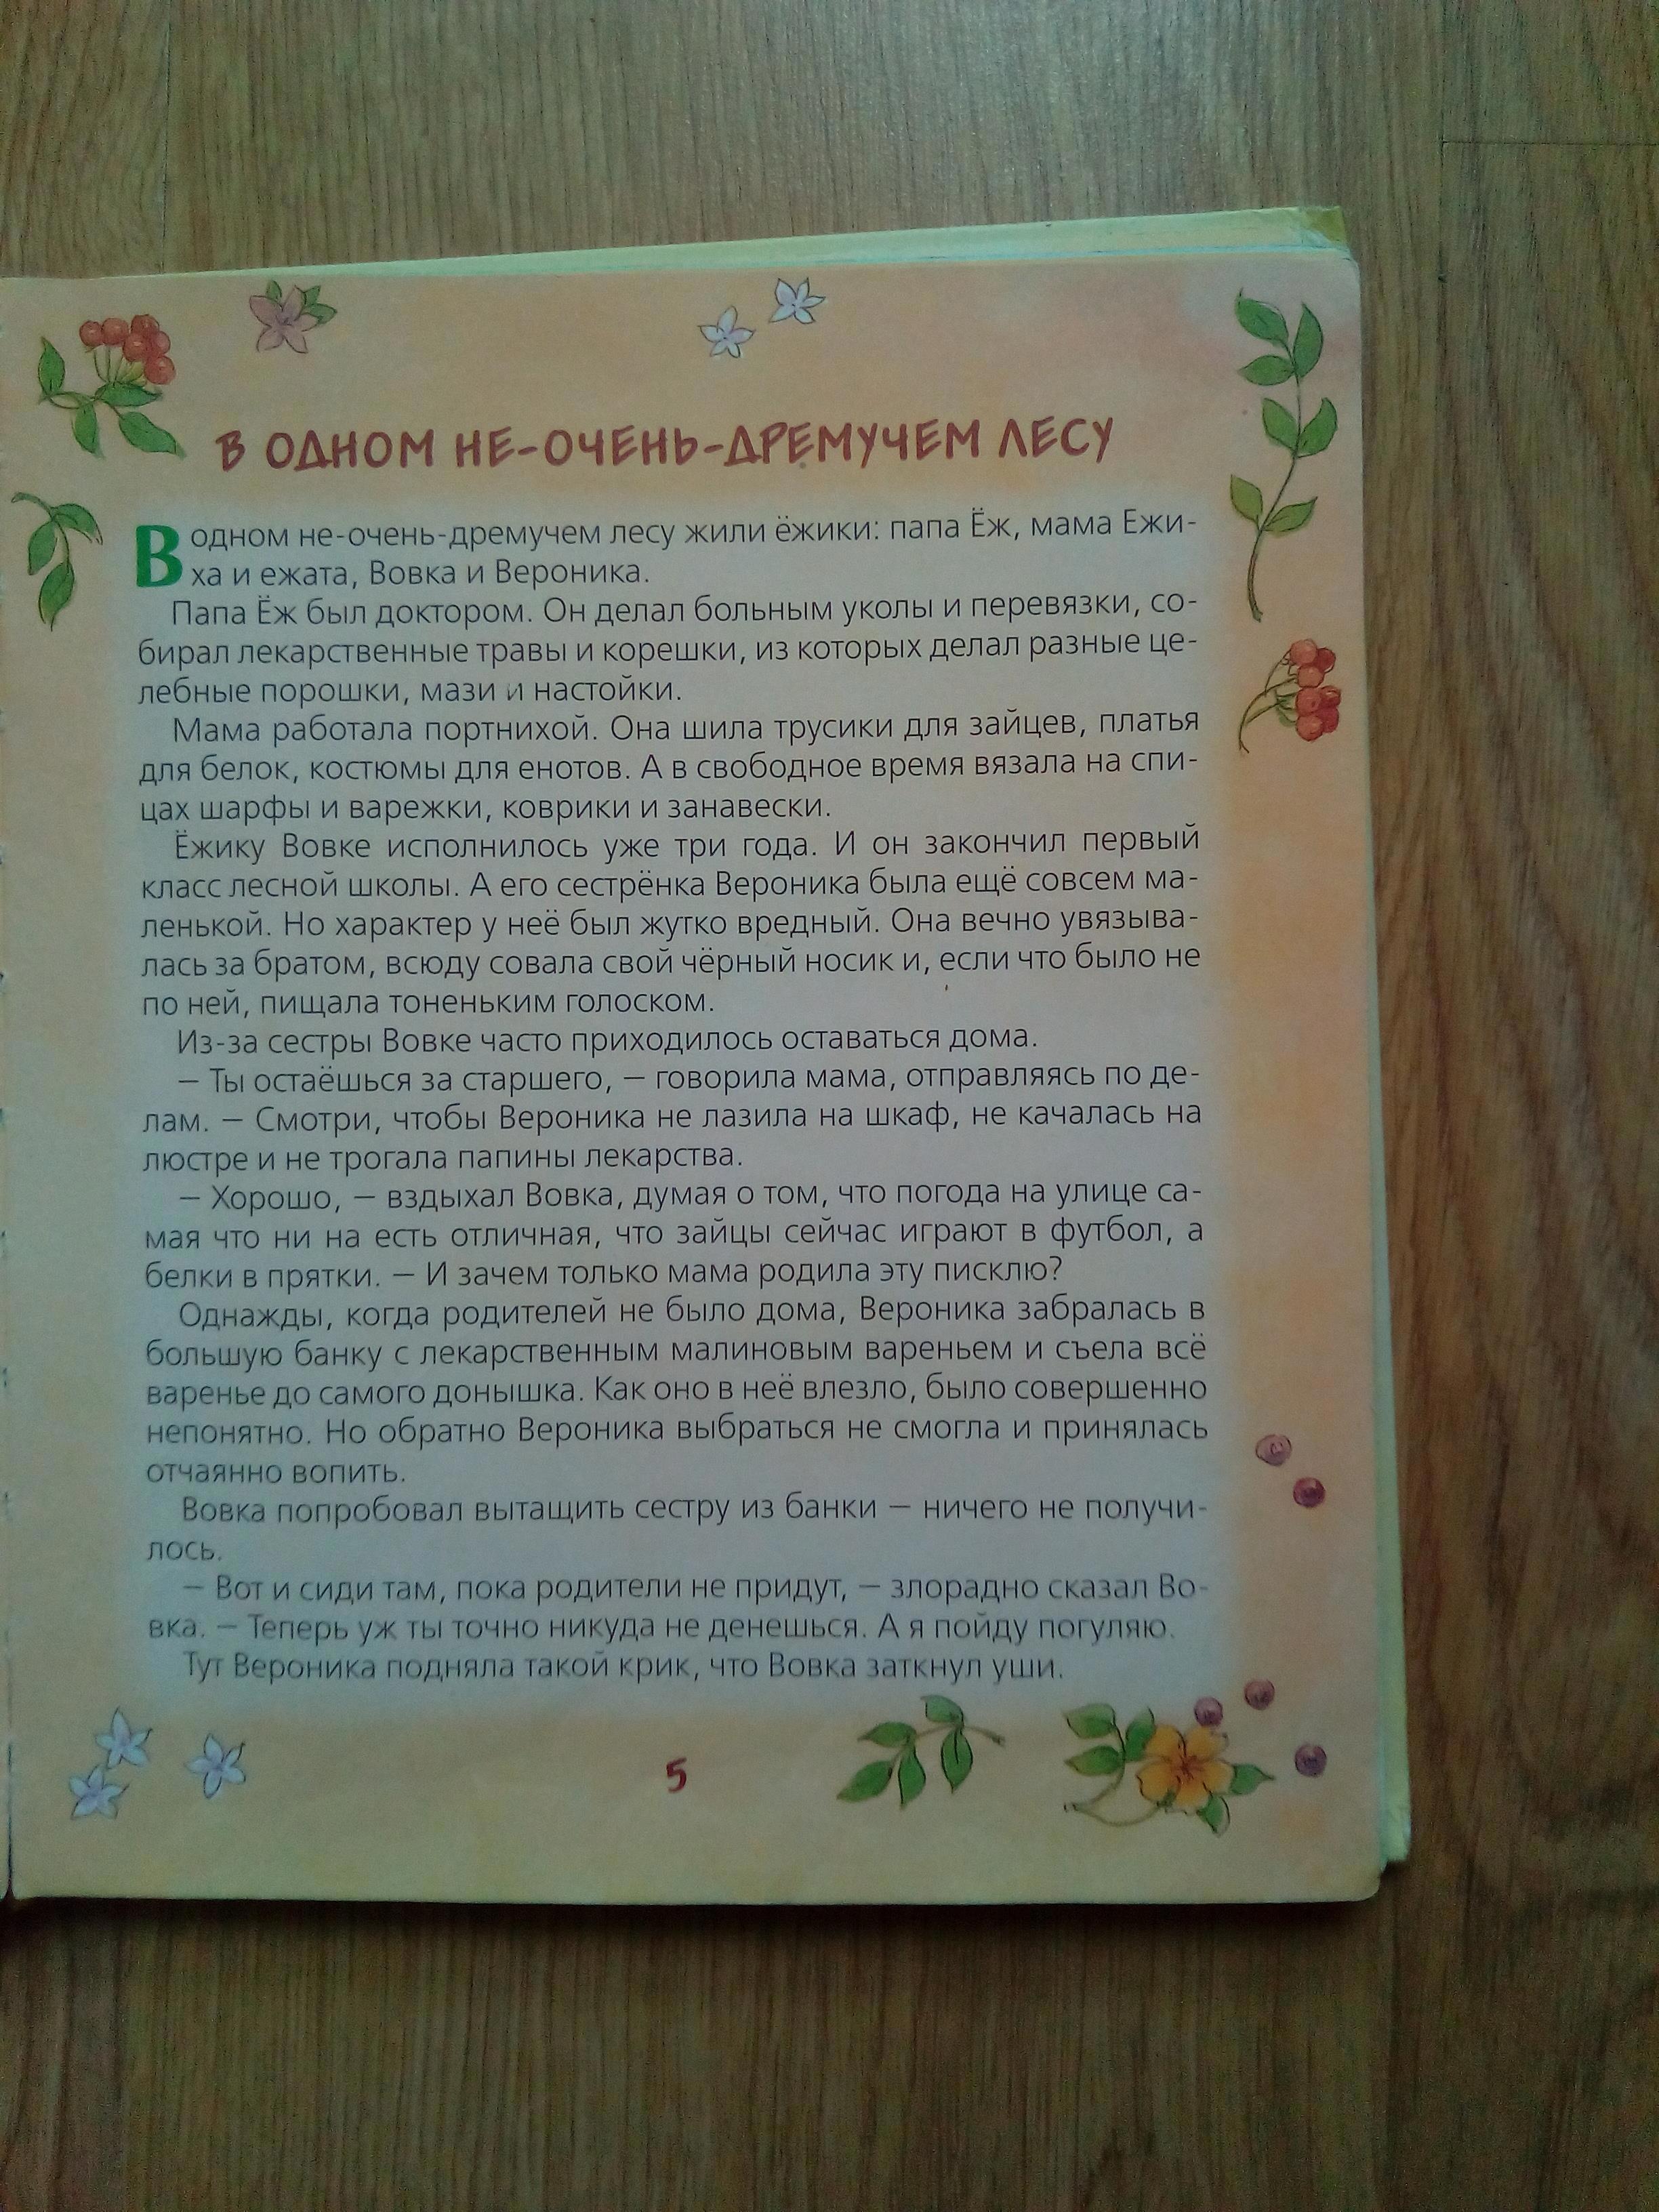 В ОДНОМ НЕ-ОЧЕНЬ-ДРЕМУЧЕМ ЛЕСУ
В одном не-очень-дремучем лесу жили ёжики: папа Ёж, мама Ежи-
ха и ежата, Вовка и Вероника.
Папа Ёж был доктором. Он делал больным уколы и перевязки, со-
бирал лекарственные травы и корешки, из которых делал разные це-
лебные порошки, мази и настойки.
Мама работала портнихой. Она шила трусики для зайцев, платья
для белок, костюмы для енотов. А в свободное время вязала на спи-
цах шарфы и варежки, коврики и занавески.
Ёжику Вовке исполнилось уже три года. И он закончил первый
класс лесной школы. А его сестрёнка Вероника была ещё совсем ма-
ленькой. Но характер у неё был жутко вредный. Она вечно увязыва-
лась за братом, всюду совала свой чёрный носик и, если что было не
по ней, пищала тоненьким голоском.
Из-за сестры Вовке часто приходилось оставаться дома.
– Ты остаёшься за старшего, – говорила мама, отправляясь по де-
лам. – Смотри, чтобы Вероника не лазила на шкаф, не качалась на
люстре и не трогала папины лекарства.
– Хорошо, – вздыхал Вовка, думая о том, что погода на улице са-
мая что ни на есть отличная, что зайцы сейчас играют в футбол, а
белки в прятки. – И зачем только мама родила эту писклю?
Однажды, когда родителей не было дома, Вероника забралась в
большую банку с лекарственным малиновым вареньем и съела всё
варенье до самого донышка. Как оно в неё влезло, было совершенно
непонятно. Но обратно Вероника выбраться не смогла и принялась
отчаянно вопить.
Вовка попробовал вытащить сестру из банки – ничего не получи-
лось.
– Вот и сиди там, пока родители не придут, – злорадно сказал Во-
вка. – Теперь уж ты точно никуда не денешься. А я пойду погуляю.
Тут Вероника подняла такой крик, что Вовка заткнул уши.
5